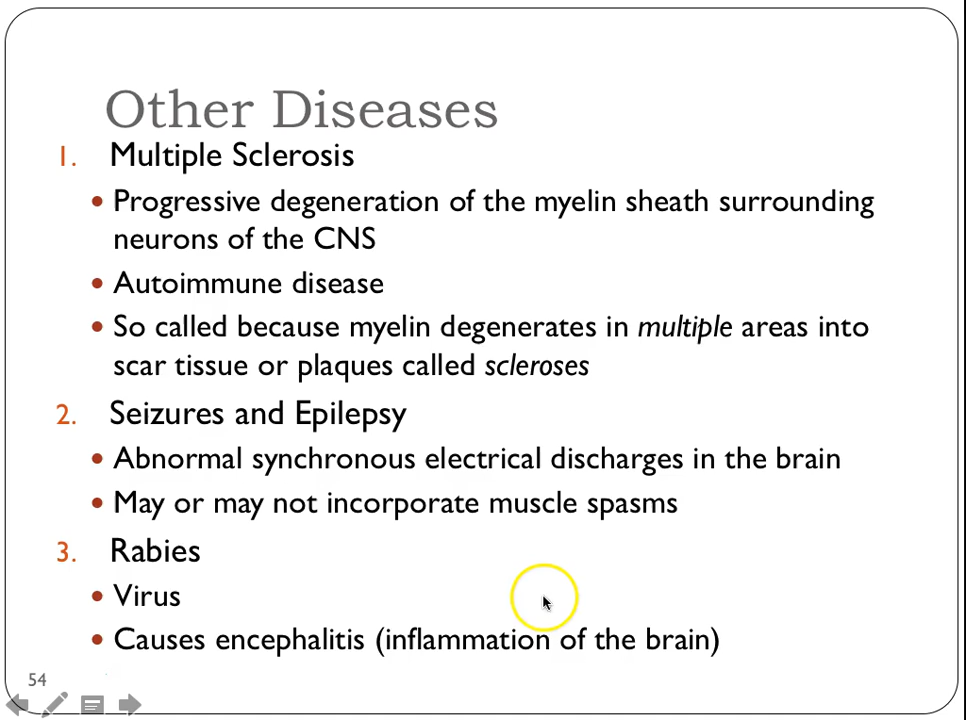 Other Diseases
1. Multiple Sclerosis
• Progressive degeneration of the myelin sheath surrounding
neurons of the CNS
• Autoimmune disease
• So called because myelin degenerates in multiple areas into
scar tissue or plaques called scleroses
2. Seizures and Epilepsy
• Abnormal synchronous electrical discharges in the brain
• May or may not incorporate muscle spasms
3. Rabies
• Virus
• Causes encephalitis (inflammation of the brain)
54